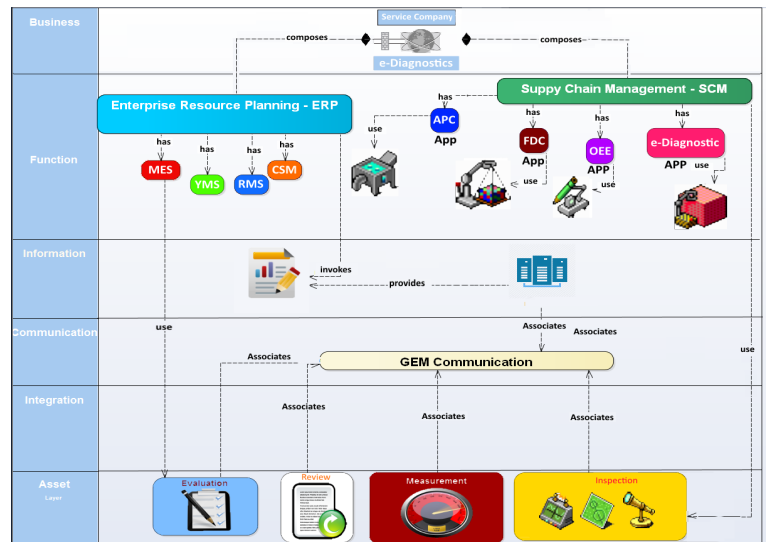 Business
Service Company
composes
composes
e-Diagnostics
Function
Enterprise Resource Planning - ERP
Suppy Chain Management - SCM
has
has
has
has
MES
YMS
RMS
CSM
has
APC
App
use
has
FDC
App
use
has
OEE
APP
use
has
e-Diagnostic
APP
use
Information
invokes
provides
Communication
use
Associates
Associates
Associates
GEM Communication
use
Integration
Associates
Associates
Associates
Asset
Layer
Evaluation
Review
Measurement
Inspection